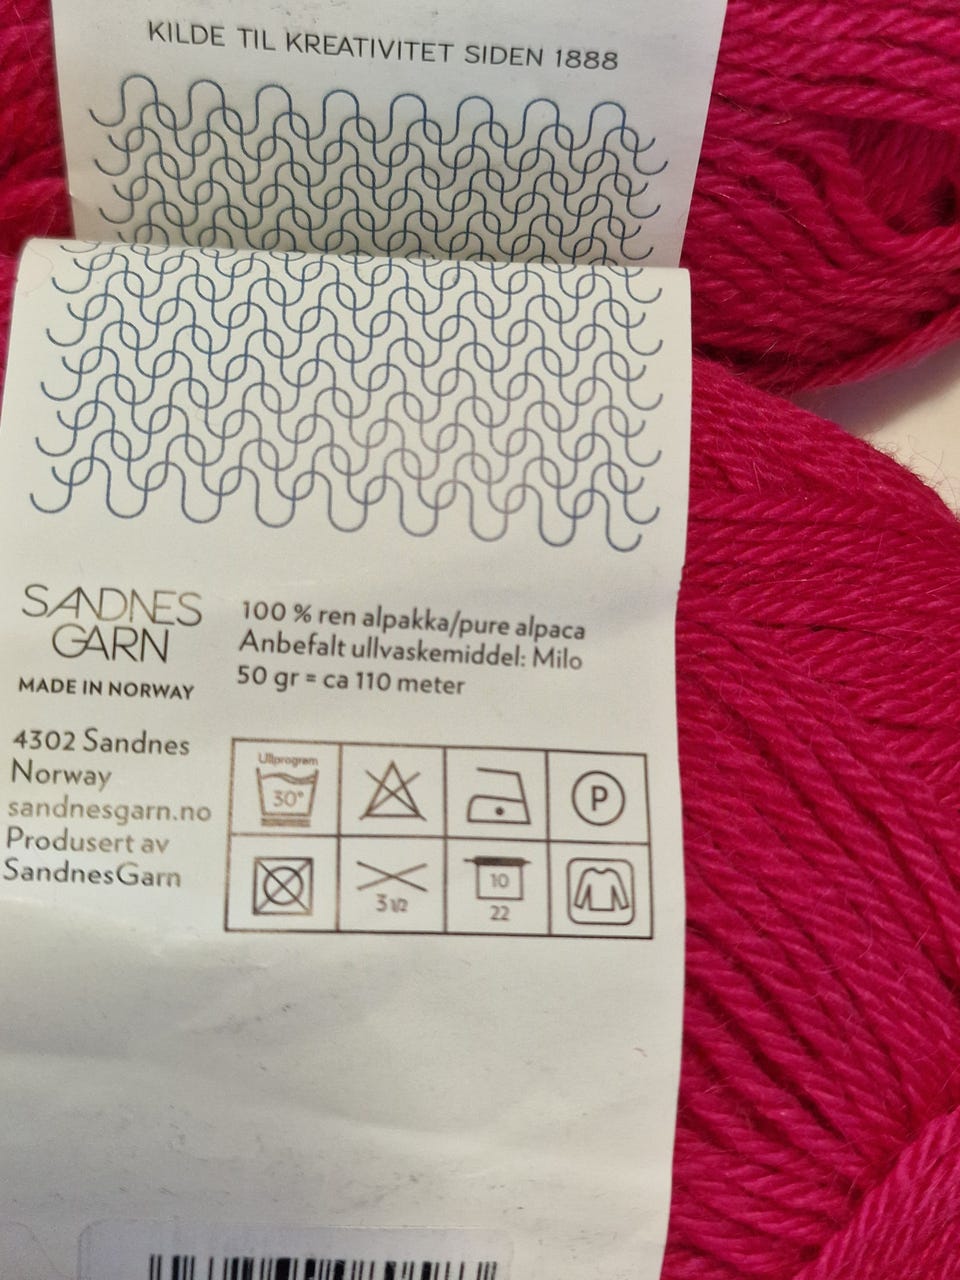 KILDE TIL KREATIVITET SIDEN 1888
SANDNES
GARN
MADE IN NORWAY
100 % ren alpakka/pure alpaca
Anbefalt ullvaskemiddel: Milo
50 gr = ca 110 meter
4302 Sandnes
Norway
sandnesgarn.no
Produsert av
SandnesGarn
Ullprogram
30°
P
3 1/2
10
22